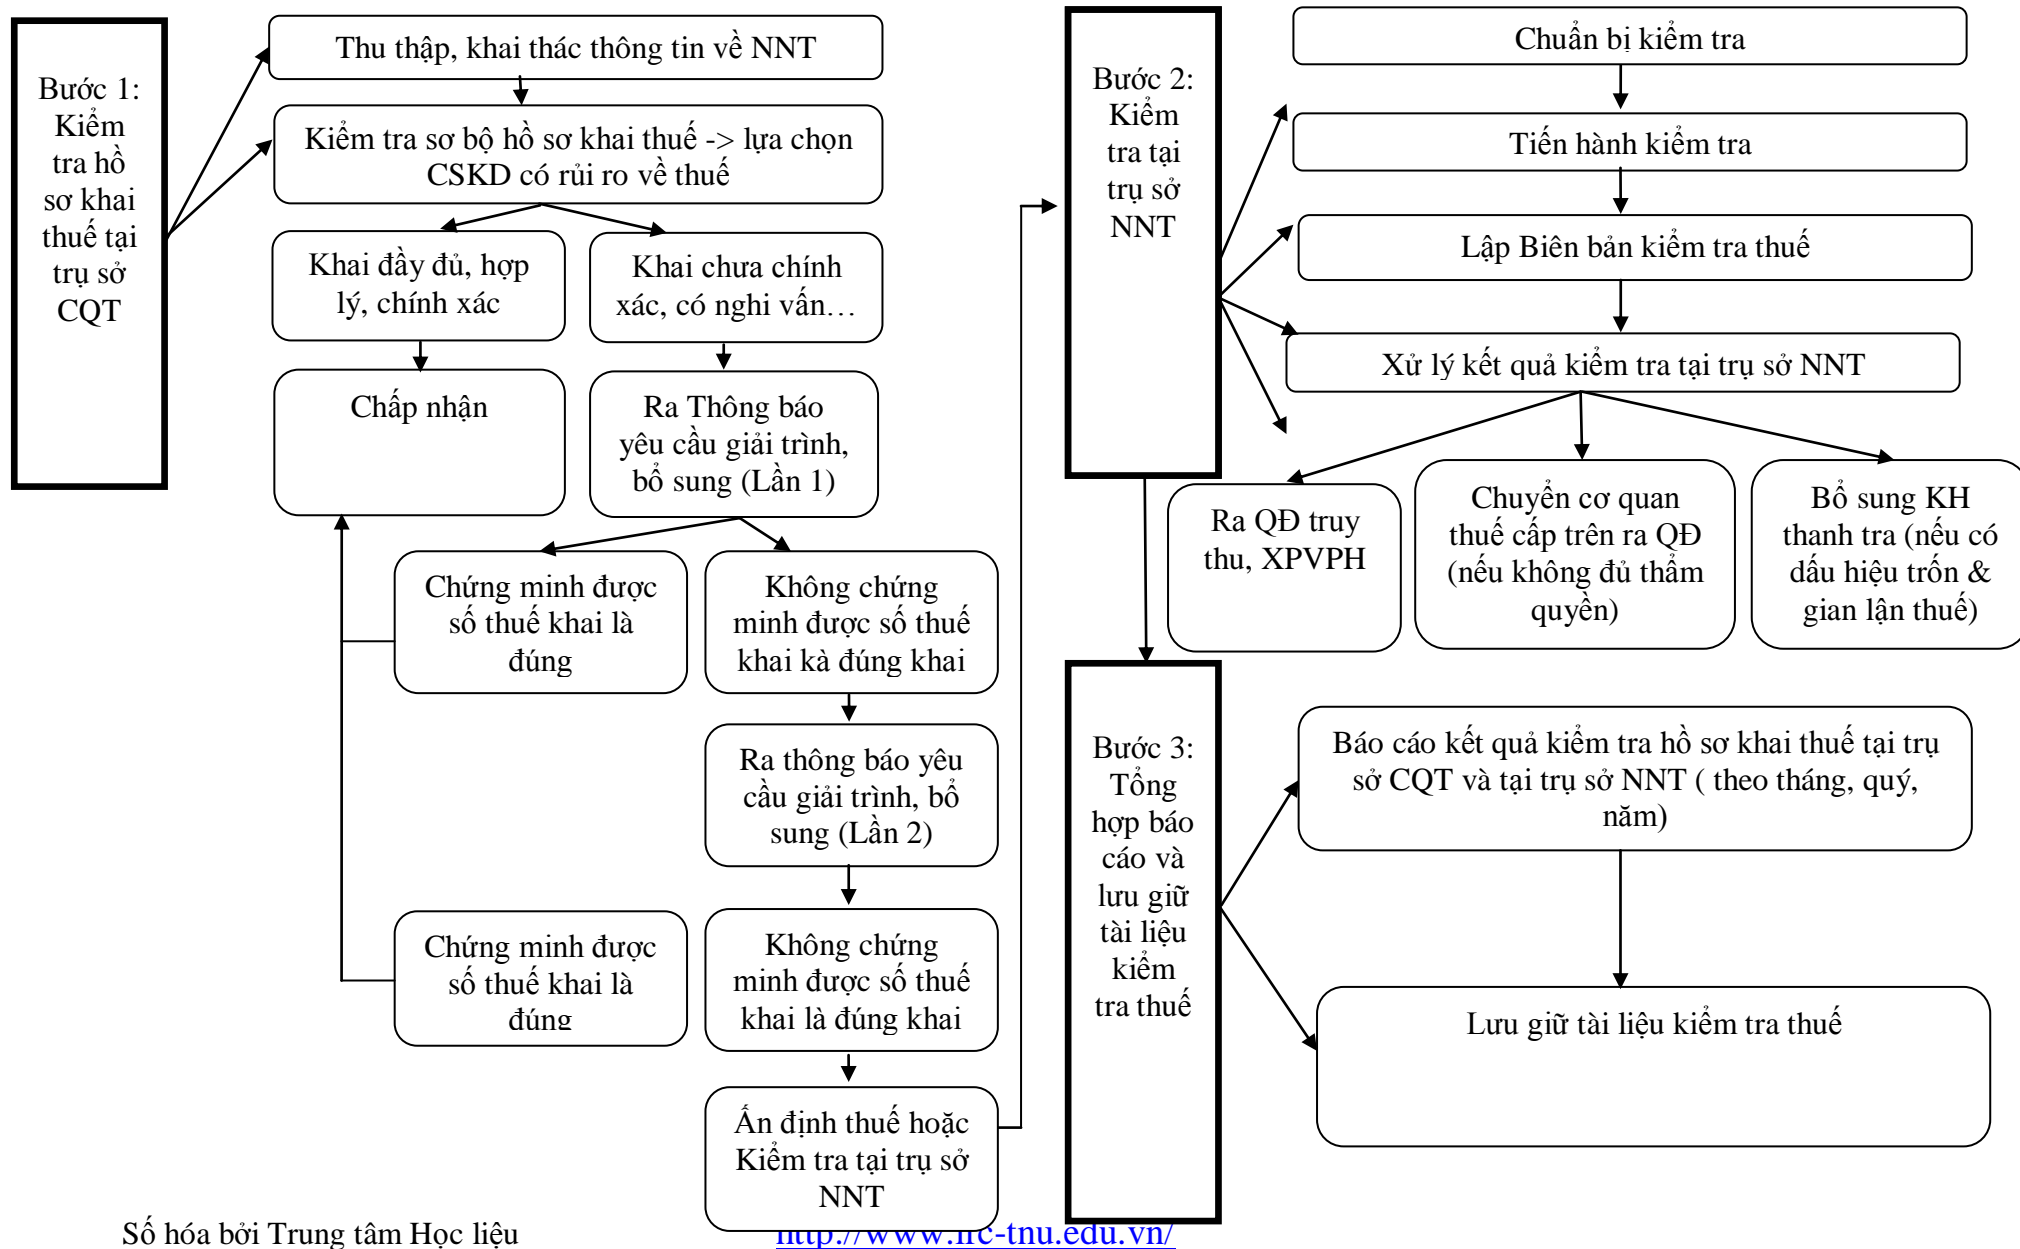 Bước 1:
Kiểm
tra hồ
sơ khai
thuế tại
trụ sở
CQT
Thu thập, khai thác thông tin về NNT
Kiểm tra sơ bộ hồ sơ khai thuế -> lựa chọn
CSKD có rủi ro về thuế
Khai đầy đủ, hợp
lý, chính xác
Khai chưa chính
xác, có nghi vấn…
Chấp nhận
Ra Thông báo
yêu cầu giải trình,
bổ sung (Lần 1)
Chứng minh được
số thuế khai là
đúng
Không chứng
minh được số thuế
khai kà đúng khai
Ra thông báo yêu
cầu giải trình, bổ
sung (Lần 2)
Chứng minh được
số thuế khai là
đúng
Không chứng
minh được số thuế
khai là đúng khai
Ấn định thuế hoặc
Kiểm tra tại trụ sở
NNT
Bước 2:
Kiểm
tra tại
trụ sở
NNT
Chuẩn bị kiểm tra
Tiến hành kiểm tra
Lập Biên bản kiểm tra thuế
Xử lý kết quả kiểm tra tại trụ sở NNT
Ra QĐ truy
thu, XPVPH
Chuyển cơ quan
thuế cấp trên ra QĐ
(nếu không đủ thẩm
quyền)
Bổ sung KH
thanh tra (nếu có
dấu hiệu trốn &
gian lận thuế)
Bước 3:
Tổng
hợp báo
cáo và
lưu giữ
tài liệu
kiểm
tra thuế
Báo cáo kết quả kiểm tra hồ sơ khai thuế tại trụ
sở CQT và tại trụ sở NNT ( theo tháng, quý,
năm)
Lưu giữ tài liệu kiểm tra thuế
Số hóa bởi Trung tâm Học liệu
http://www.lrc-tnu.edu.vn/